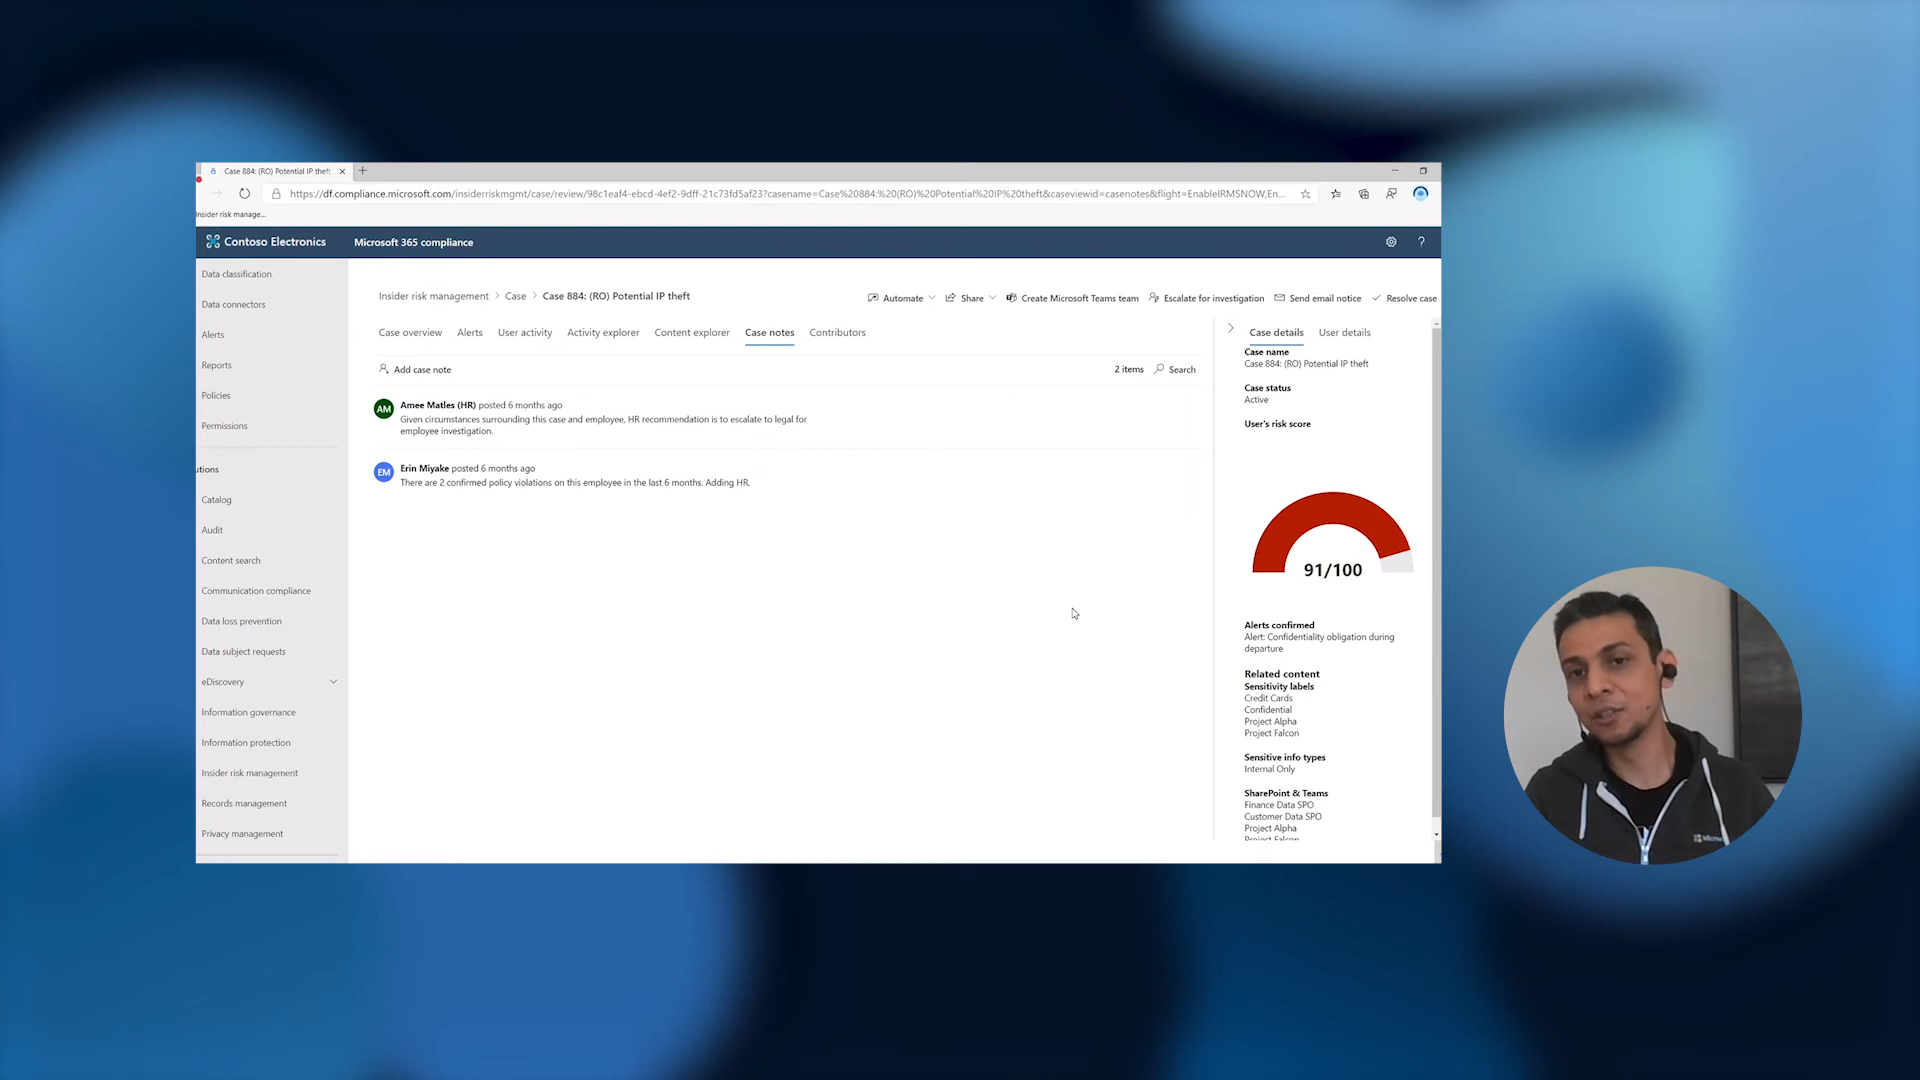 Case 884: (RO) Potential IP theft
https://df.compliance.microsoft.com/insiderriskmgmt/case/review/98c1eaf4-ebcd-4ef2-9dff-21c73fd5af23?casename=Case%20884:%20(RO)%20Potential%20IP%20theft&caseviewid=casenotes&flight=EnableIRMSNOW,En...
Insider risk manage...
Contoso Electronics
Microsoft 365 compliance
?
Data classification
Data connectors
Alerts
Reports
Policies
Permissions
utions
Catalog
Audit
Content search
Communication compliance
Data loss prevention
Data subject requests
eDiscovery
Information governance
Information protection
Insider risk management
Records management
Privacy management
Insider risk management > Case > Case 884: (RO) Potential IP theft
Automate Share Create Microsoft Teams team Escalate for investigation Send email notice Resolve case
Case overview Alerts User activity Activity explorer Content explorer Case notes Contributors
Add case note
2 items Search
AM
Amee Matles (HR) posted 6 months ago
Given circumstances surrounding this case and employee, HR recommendation is to escalate to legal for
employee investigation.
EM
Erin Miyake posted 6 months ago
There are 2 confirmed policy violations on this employee in the last 6 months. Adding HR.
Case details User details
Case name
Case 884: (RO) Potential IP theft
Case status
Active
User's risk score
91/100
Alerts confirmed
Alert: Confidentiality obligation during
departure
Related content
Sensitivity labels
Credit Cards
Confidential
Project Alpha
Project Falcon
Sensitive info types
Internal Only
SharePoint & Teams
Finance Data SPO
Customer Data SPO
Project Alpha
Project Falcon